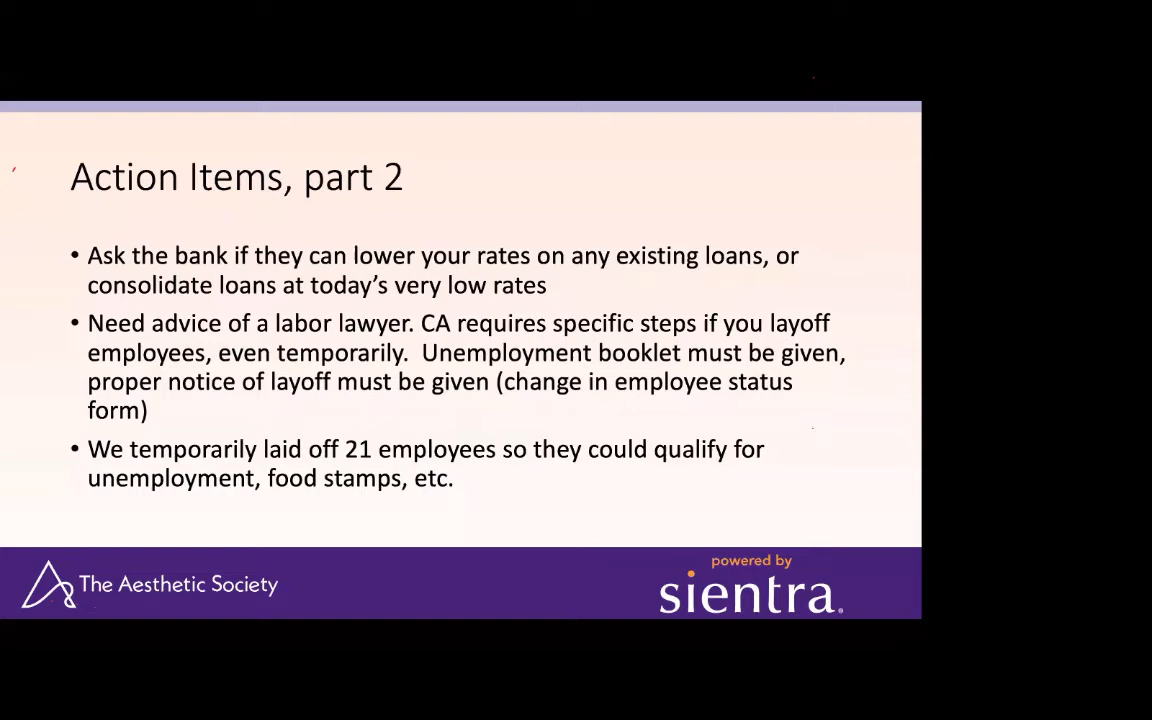 Action Items, part 2
• Ask the bank if they can lower your rates on any existing loans, or
consolidate loans at today's very low rates
• Need advice of a labor lawyer. CA requires specific steps if you layoff
employees, even temporarily.  Unemployment booklet must be given,
proper notice of layoff must be given (change in employee status
form)
• We temporarily laid off 21 employees so they could qualify for
unemployment, food stamps, etc.
The Aesthetic Society
powered by
sientra.